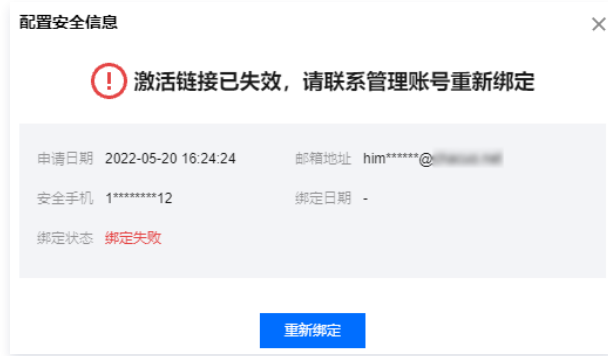 配置安全信息
激活链接已失效，请联系管理账号重新绑定
申请日期 2022-05-20 16:24:24 邮箱地址 him******@
安全手机 1********12 绑定日期 -
绑定状态 绑定失败
重新绑定